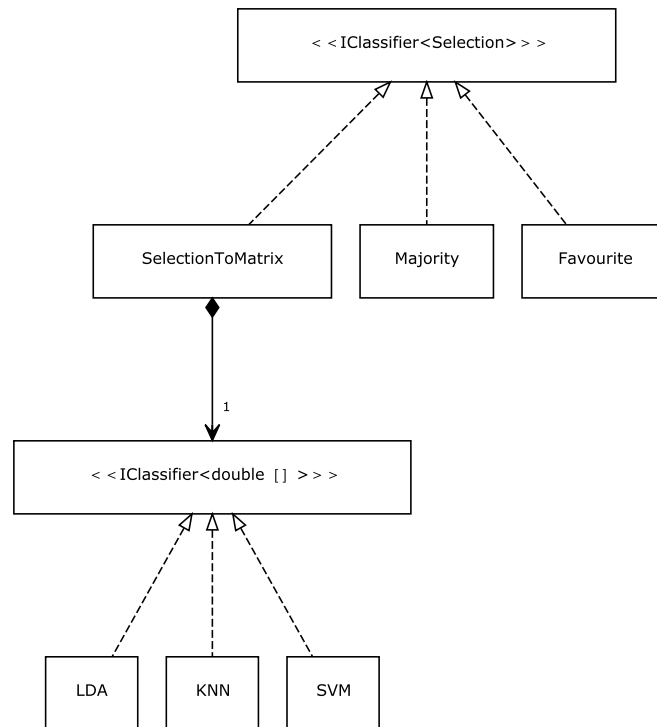 <<IClassifier<Selection>>>
SelectionToMatrix
Majority
Favourite
1
<<IClassifier<double [] >>>
LDA
KNN
SVM